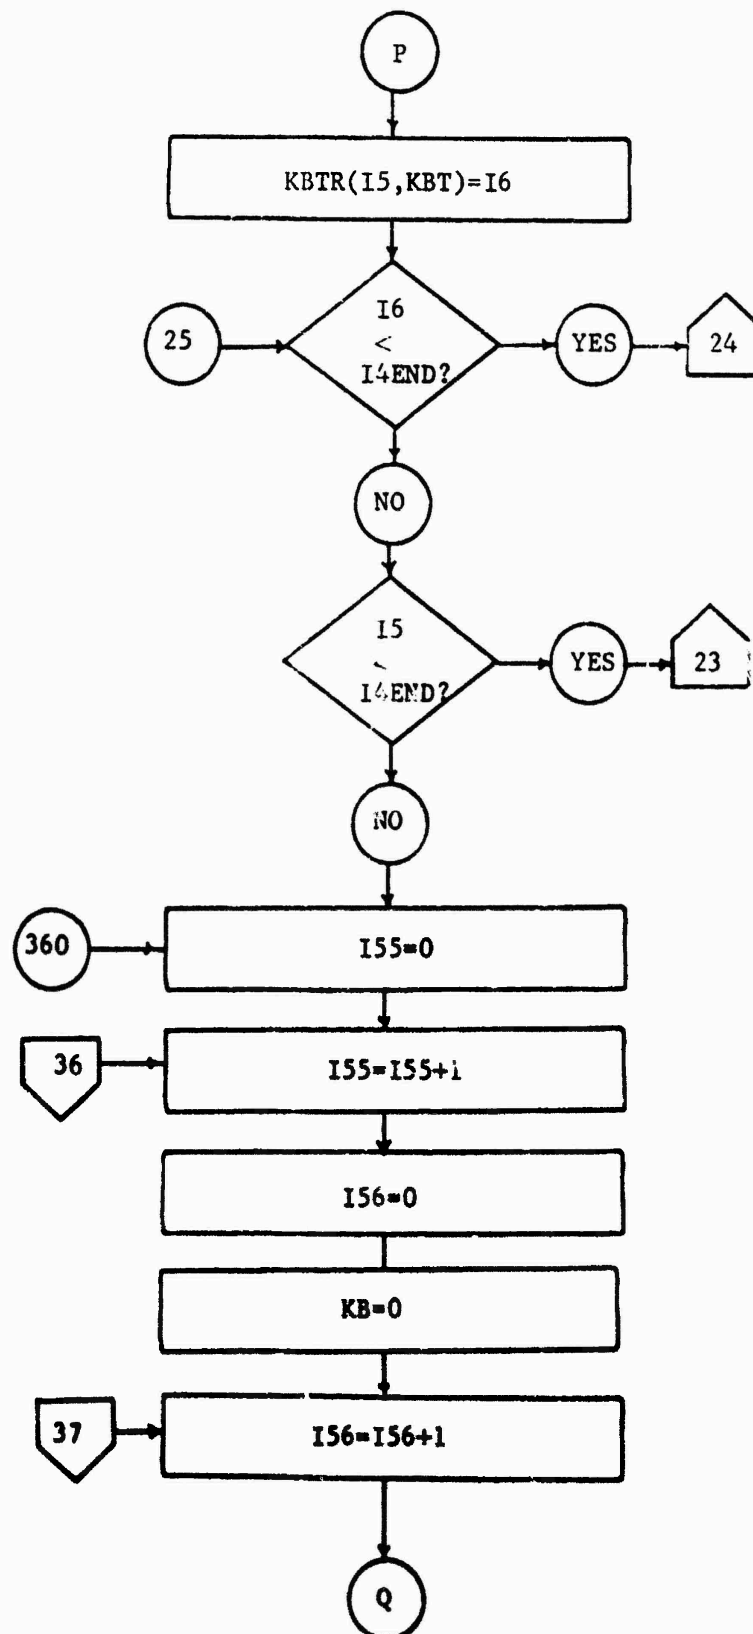 P
KBTR(I5,KBT)=I6
25
I6
<
I4END?
YES
24
NO
I5
<
I4END?
YES
23
NO
360
I55=0
36
I55=I55+1
I56=0
KB=0
37
I56=I56+1
Q